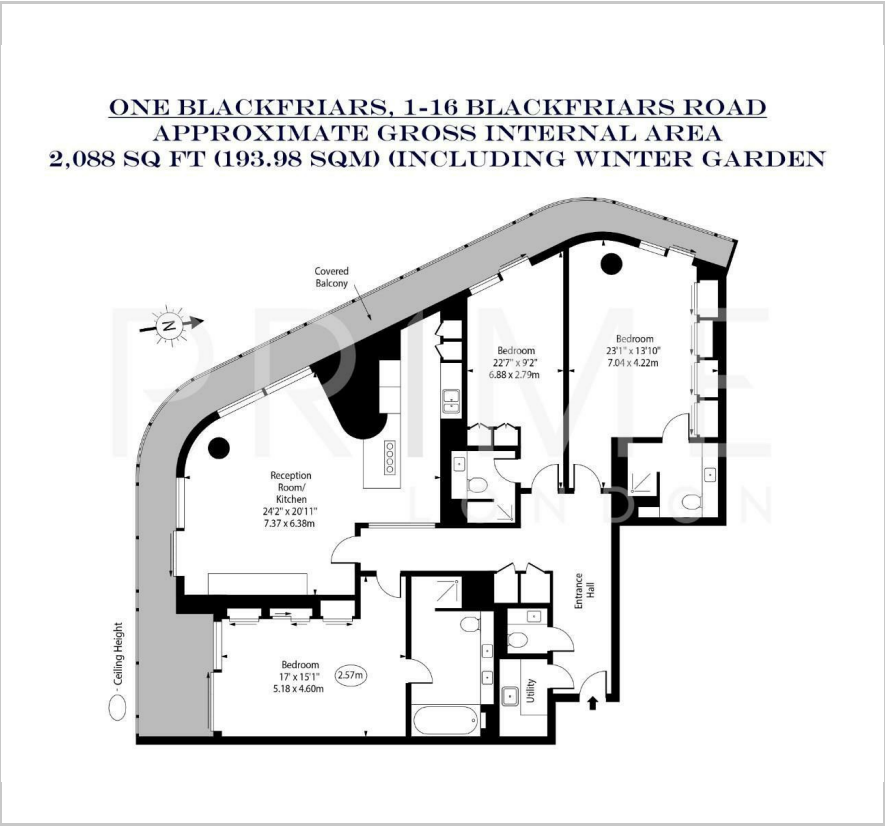 ONE BLACKFRIARS, 1-16 BLACKFRIARS ROAD
APPROXIMATE GROSS INTERNAL AREA
2,088 SQ FT (193.98 SQM) (INCLUDING WINTER GARDEN
Covered
Balcony
N
PRIME
LONDON
Bedroom
22'7" x 9'2"
6.88 x 2.79m
Bedroom
23'1" x 13'10"
7.04 x 4.22m
Reception
Room/
Kitchen
24'2" x 20'11"
7.37 x 6.38m
Entrance
Hall
- Ceiling Height
Bedroom
17' x 15'1"
5.18 x 4.60m
2.57m
Utility